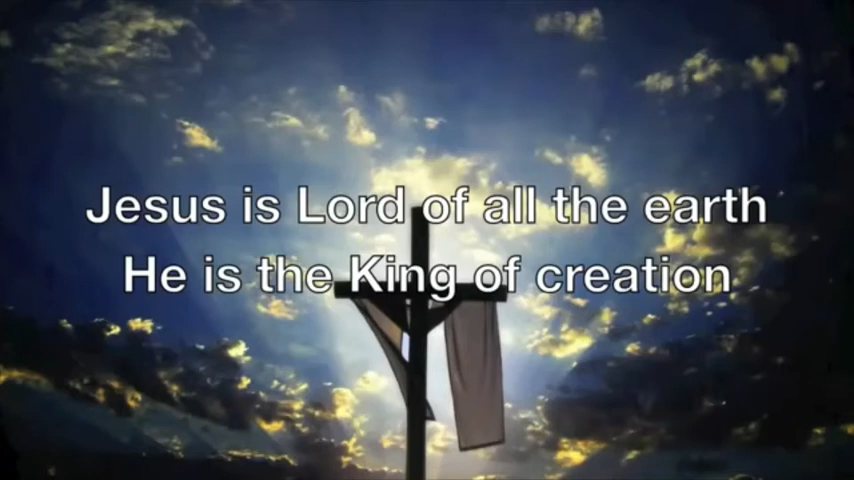 Jesus is Lord of all the earth
He is the King of creation